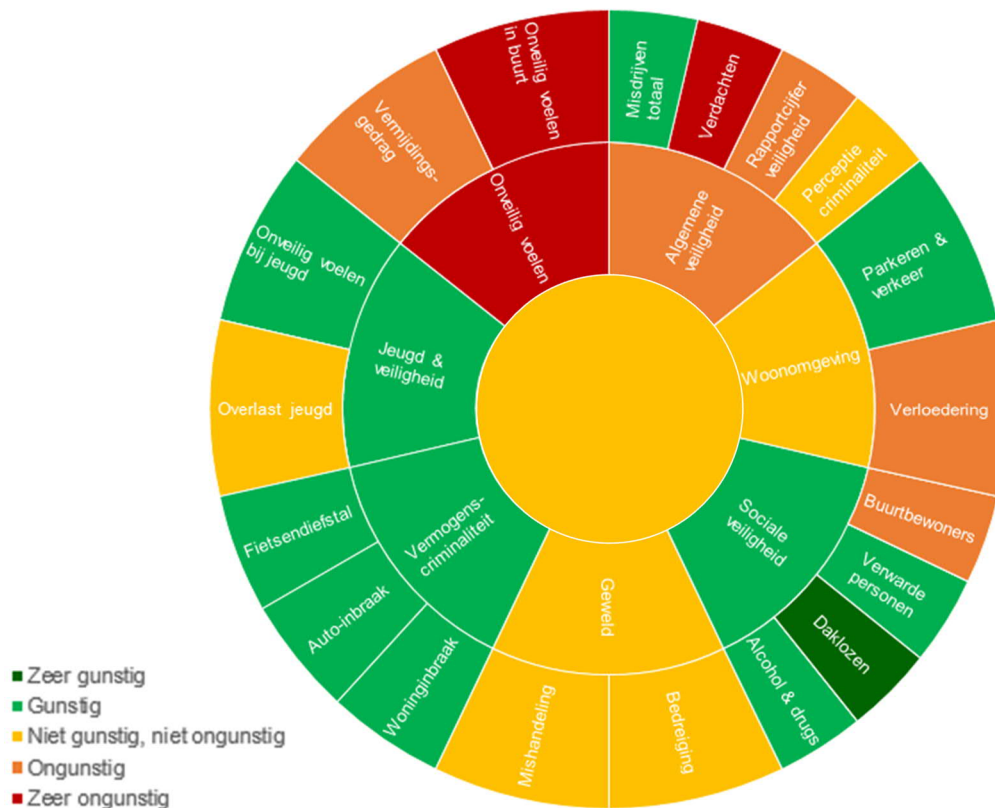 Onveilig voelen
in buurt
Misdrijven
totaal
Verdachten
Rapportcijfer
veiligheid
Perceptie
criminaliteit
Vermijdings-
gedrag
Onveilig voelen
Algemene
veiligheid
Parkeren &
verkeer
Onveilig voelen
bij jeugd
Jeugd &
veiligheid
Woonomgeving
Overlast jeugd
Verloedering
Fietsendiefstal
Vermogens-
criminaliteit
Sociale
veiligheid
Buurtbewoners
Verwarde
personen
Auto-inbraak
Geweld
Daklozen
Woninginbraak
Mishandeling
Bedreiging
Alcohol & drugs
Zeer gunstig
Gunstig
Niet gunstig, niet ongunstig
Ongunstig
Zeer ongunstig